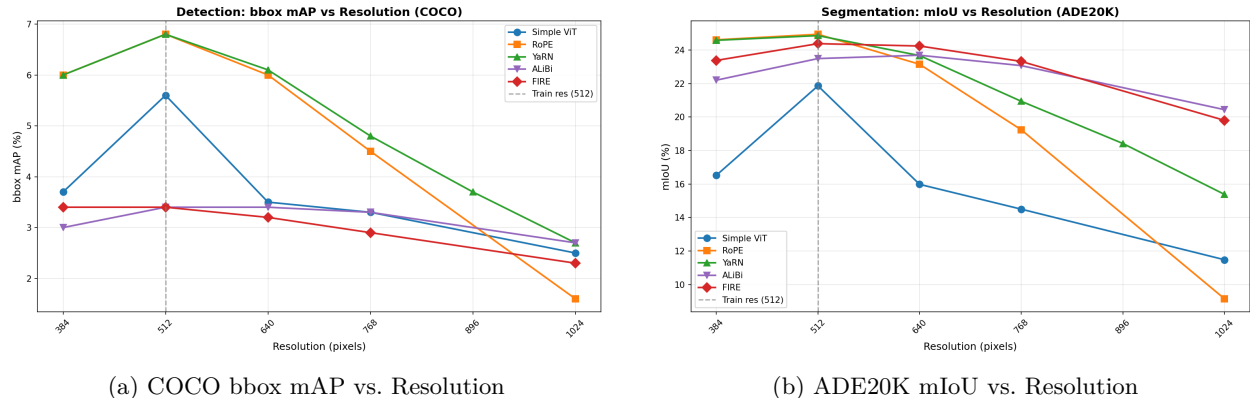 Detection: bbox mAP vs Resolution (COCO)
7
6
5
4
3
2
bbox mAP (%)
384
512
640
768
896
1024
Resolution (pixels)
Simple ViT
RoPE
YaRN
ALiBi
FIRE
Train res (512)
(a) COCO bbox mAP vs. Resolution
Segmentation: mIoU vs Resolution (ADE20K)
24
22
20
18
16
14
12
10
mIoU (%)
Simple ViT
RoPE
YaRN
ALiBi
FIRE
Train res (512)
384
512
640
768
896
1024
Resolution (pixels)
(b) ADE20K mIoU vs. Resolution